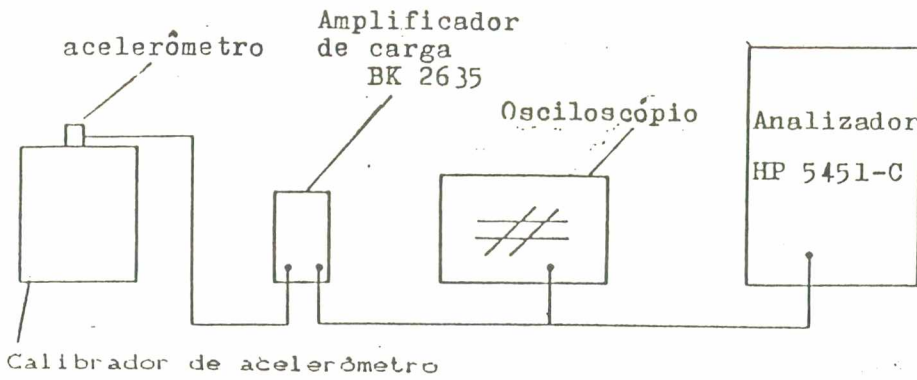 acelerômetro
Amplificador
de carga
BK 2635
Osciloscópio
Analizador
HP 5451-C
Calibrador de acelerômetro